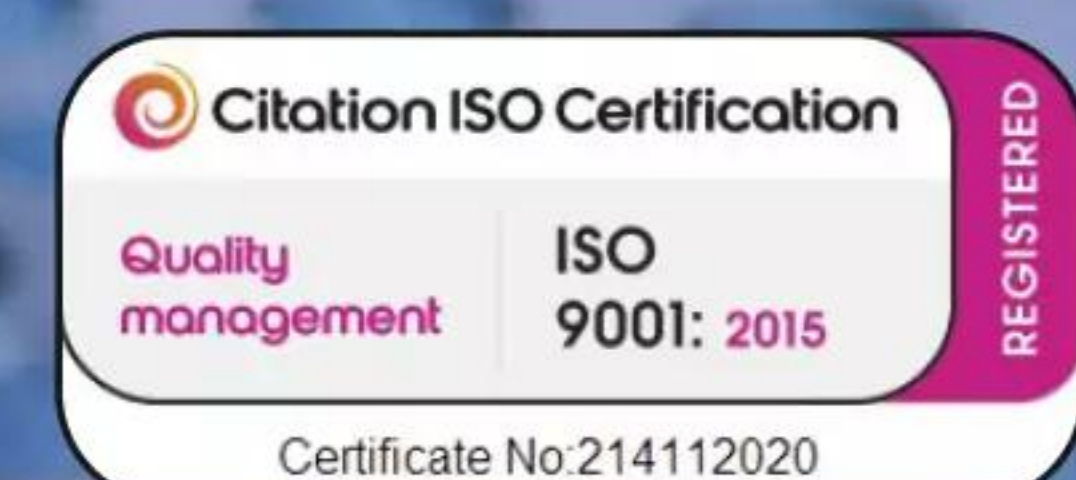 Citation ISO Certification
Quality
management
ISO
9001: 2015
REGISTERED
Certificate No:214112020